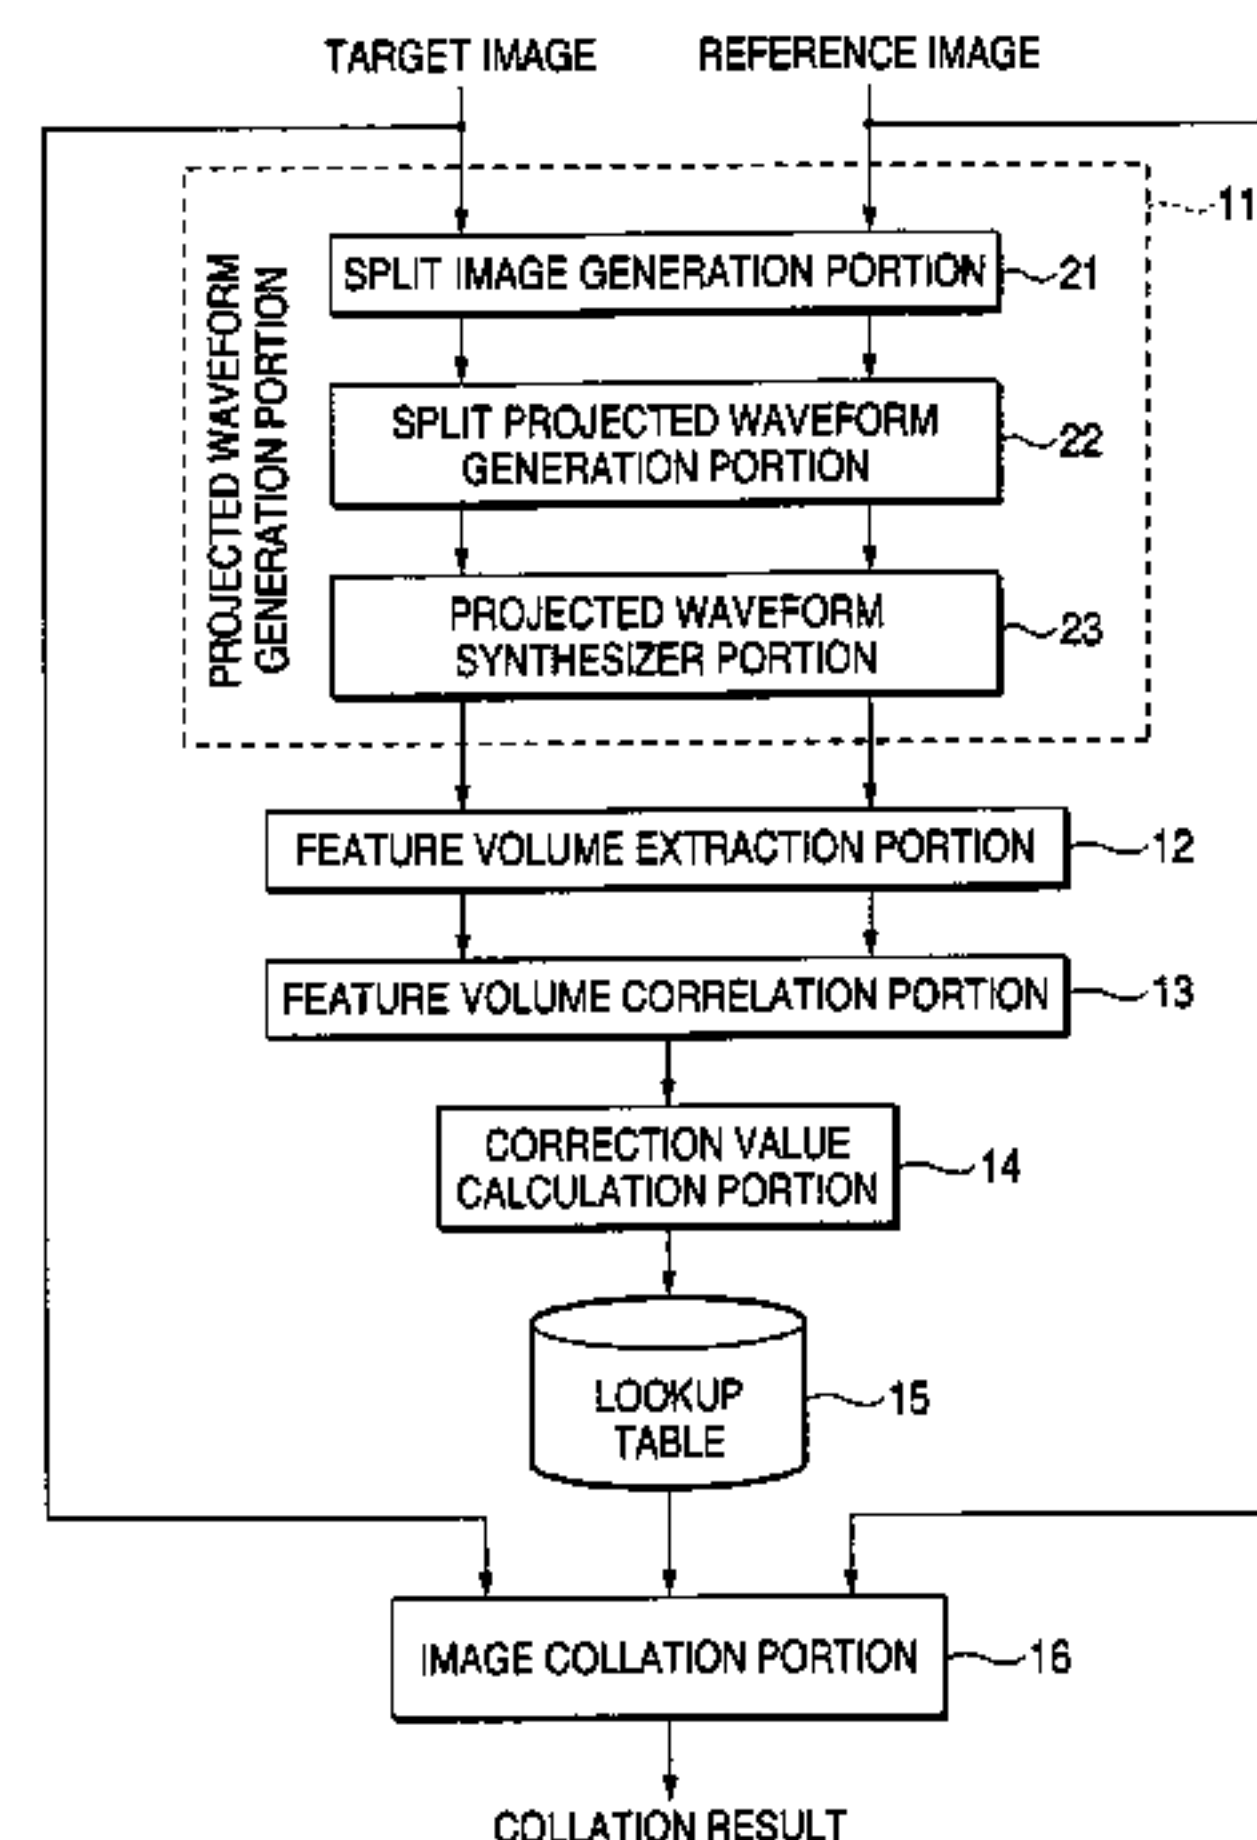 TARGET IMAGE
REFERENCE IMAGE
11
PROJECTED WAVEFORM
GENERATION PORTION
SPLIT IMAGE GENERATION PORTION
21
SPLIT PROJECTED WAVEFORM
GENERATION PORTION
22
PROJECTED WAVEFORM
SYNTHESIZER PORTION
23
FEATURE VOLUME EXTRACTION PORTION
12
FEATURE VOLUME CORRELATION PORTION
13
CORRECTION VALUE
CALCULATION PORTION
14
LOOKUP
TABLE
15
IMAGE COLLATION PORTION
16
COLLATION RESULT